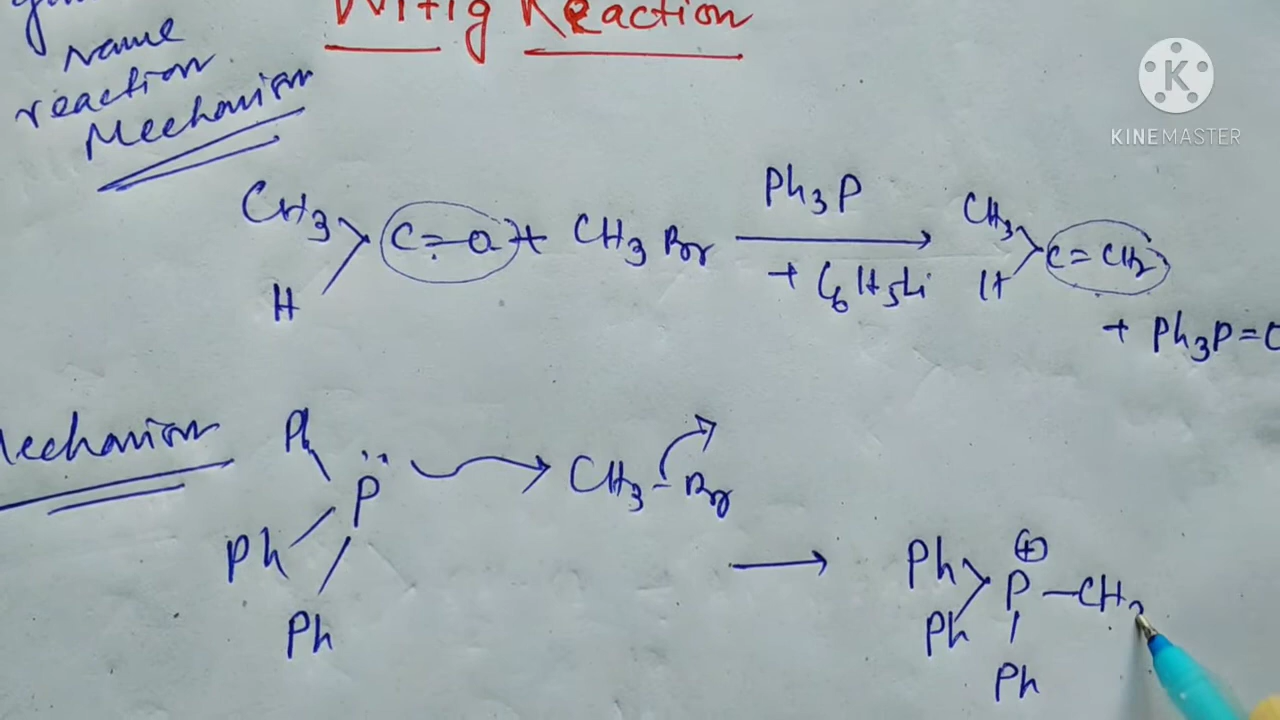 Wittig Reaction
name
reaction
Mechanism
KINEMASTER
CH3
C=O + CH3Br
H
Ph3P
+ C6H5Li
CH3
C=CH2
H
+ Ph3P=O
Mechanism
Ph
P
Ph
Ph
CH3-Br
Ph
⊕
P-CH3
Ph
Ph